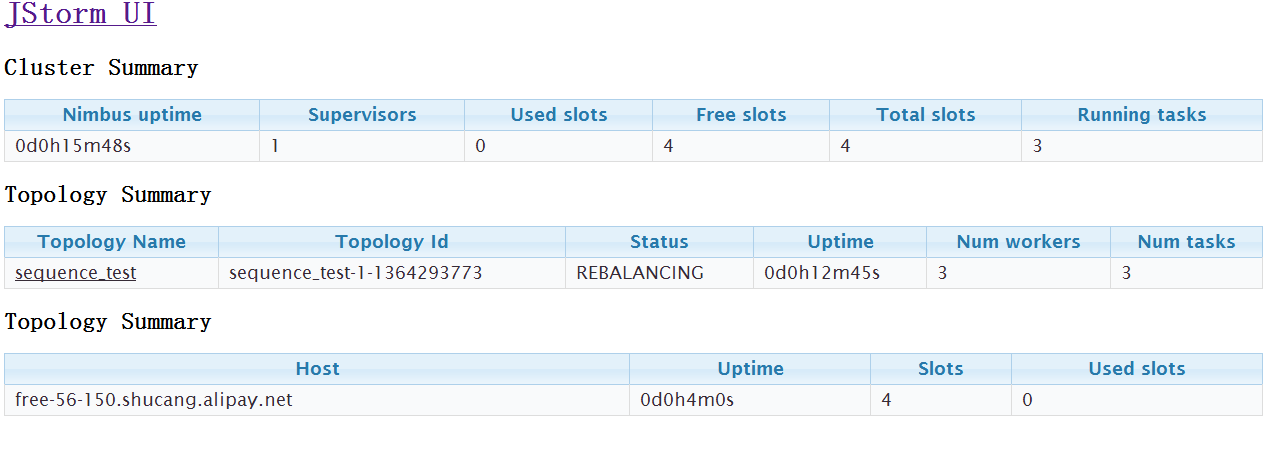 JStorm UI
Cluster Summary
Nimbus uptime Supervisors Used slots Free slots Total slots Running tasks
0d0h15m48s 1 0 4 4 3
Topology Summary
Topology Name Topology Id Status Uptime Num workers Num tasks
sequence_test sequence_test-1-1364293773 REBALANCING 0d0h12m45s 3 3
Topology Summary
Host Uptime Slots Used slots
free-56-150.shucang.alipay.net 0d0h4m0s 4 0